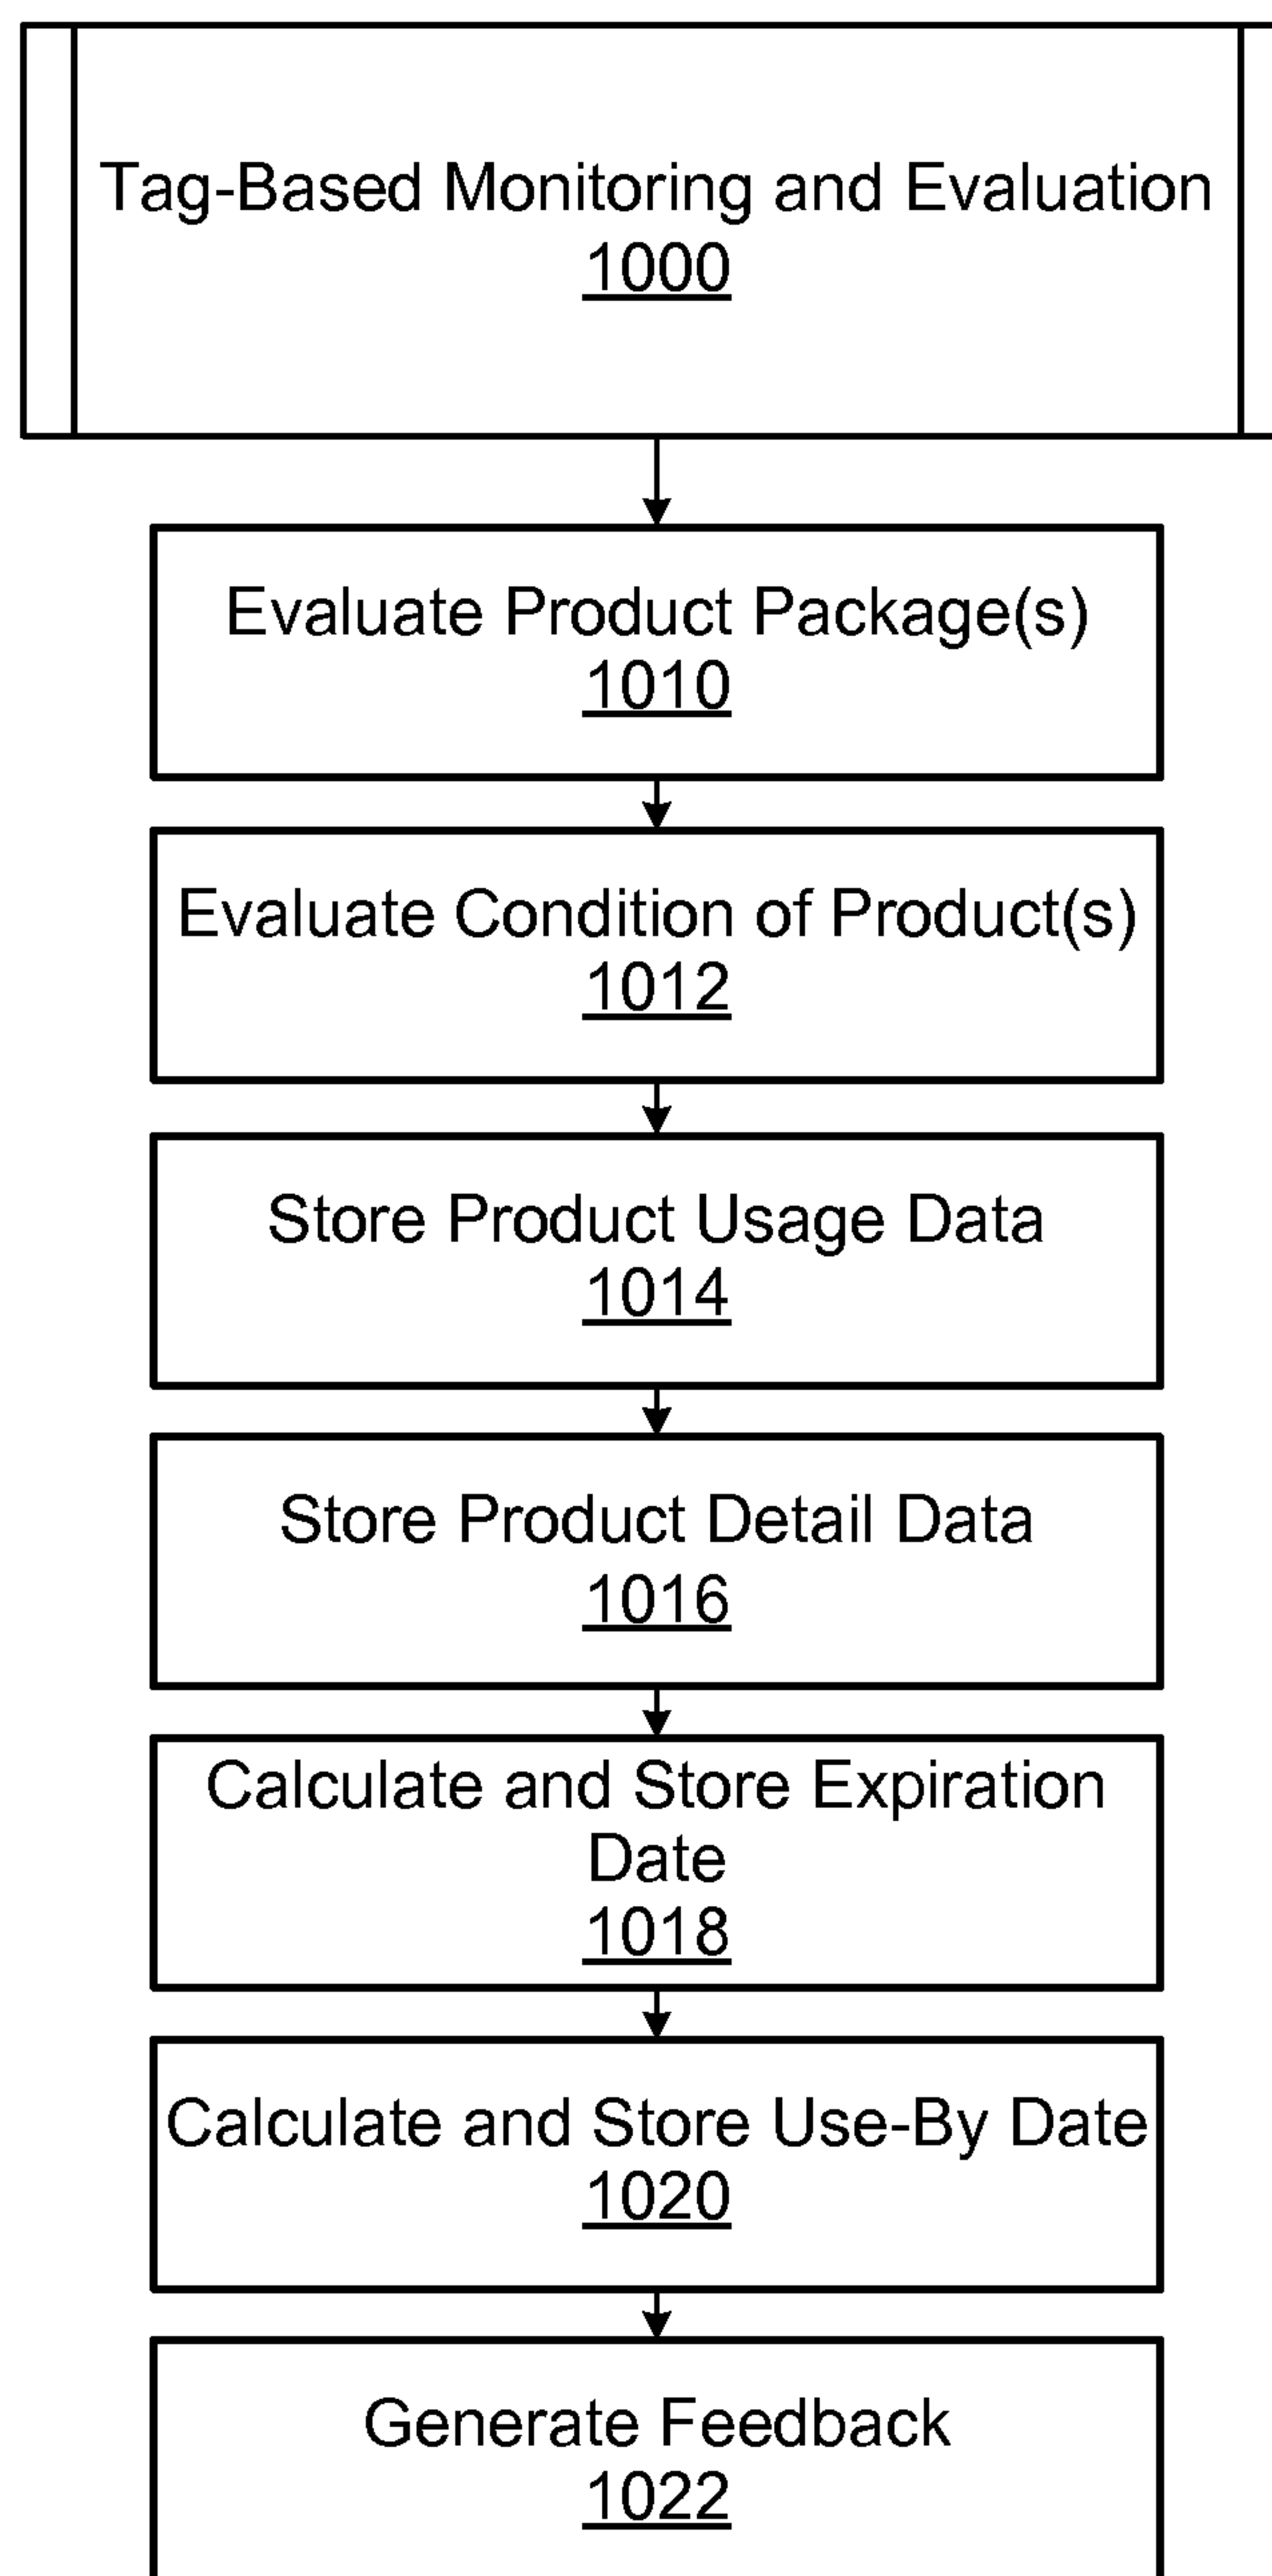 Tag-Based Monitoring and Evaluation
1000
Evaluate Product Package(s)
1010
Evaluate Condition of Product(s)
1012
Store Product Usage Data
1014
Store Product Detail Data
1016
Calculate and Store Expiration
Date
1018
Calculate and Store Use-By Date
1020
Generate Feedback
1022